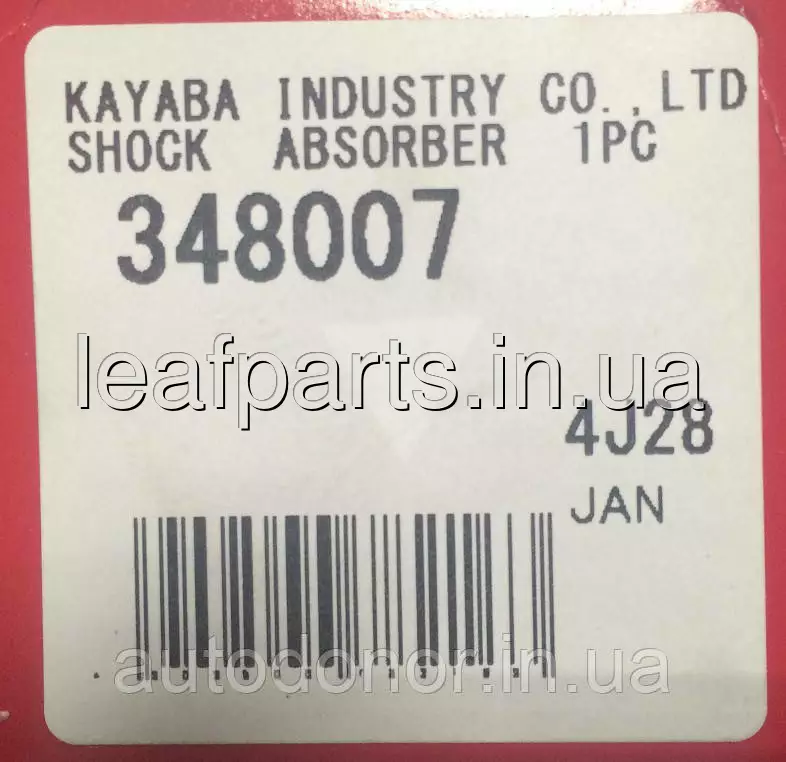 KAYABA INDUSTRY CO.,LTD
SHOCK ABSORBER 1PC
348007
leafparts.in.ua
4J28
JAN
autodonor.in.ua